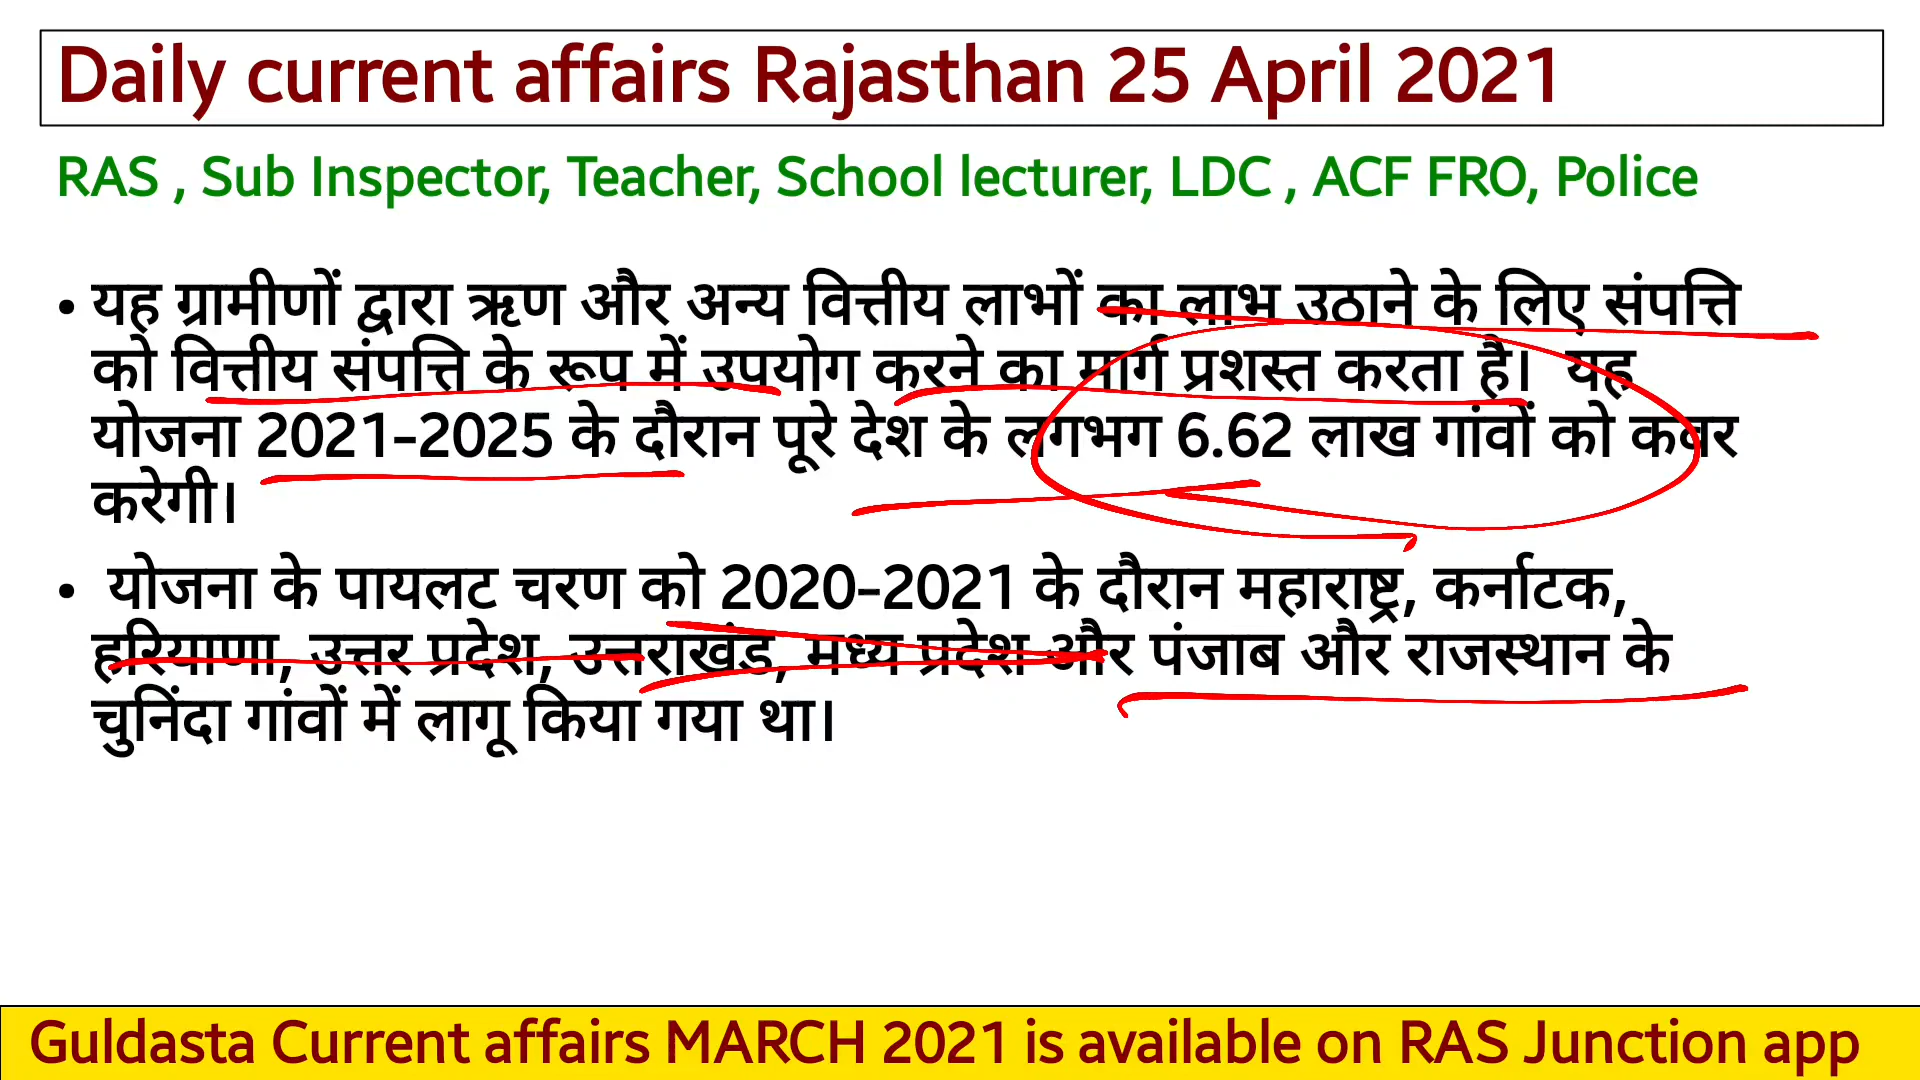 Daily current affairs Rajasthan 25 April 2021
RAS , Sub Inspector, Teacher, School lecturer, LDC , ACF FRO, Police
• यह ग्रामीणों द्वारा ऋण और अन्य वित्तीय लाभों का लाभ उठाने के लिए संपत्ति
को वित्तीय संपत्ति के रूप में उपयोग करने का मार्ग प्रशस्त करता है। यह
योजना 2021-2025 के दौरान पूरे देश के लगभग 6.62 लाख गांवों को कवर
करेगी।
• योजना के पायलट चरण को 2020-2021 के दौरान महाराष्ट्र, कर्नाटक,
हरियाणा, उत्तर प्रदेश, उत्तराखंड, मध्य प्रदेश और पंजाब और राजस्थान के
चुनिंदा गांवों में लागू किया गया था।
Guldasta Current affairs MARCH 2021 is available on RAS Junction app